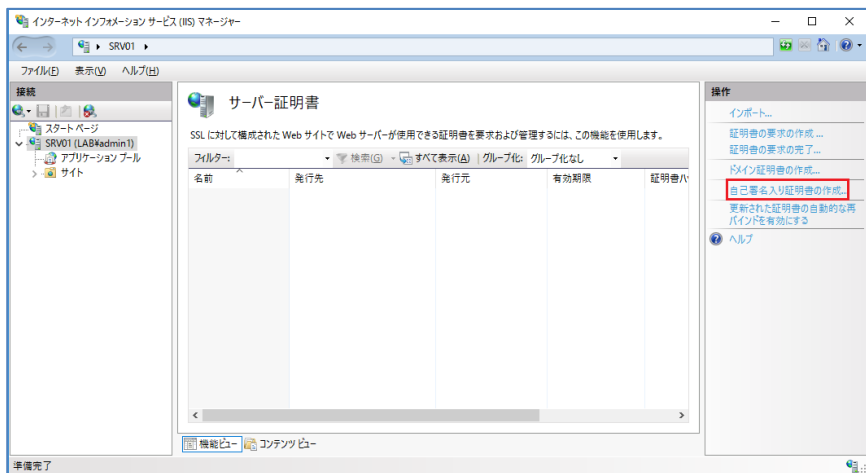 インターネット インフォメーション サービス (IIS) マネージャー
SRV01
ファイル(F) 表示(V) ヘルプ(H)
接続
スタート ページ
SRV01 (LAB¥admin1)
アプリケーション プール
サイト
サーバー証明書
SSL に対して構成された Web サイトで Web サーバーが使用できる証明書を要求および管理するには、この機能を使用します。
フィルター: 検索(G) すべて表示(A) グループ化: グループ化なし
名前 発行先 発行元 有効期限 証明書ハ
機能ビュー コンテンツ ビュー
操作
インポート...
証明書の要求の作成...
証明書の要求の完了...
ドメイン証明書の作成...
自己署名入り証明書の作成...
更新された証明書の自動的な再
バインドを有効にする
ヘルプ
準備完了